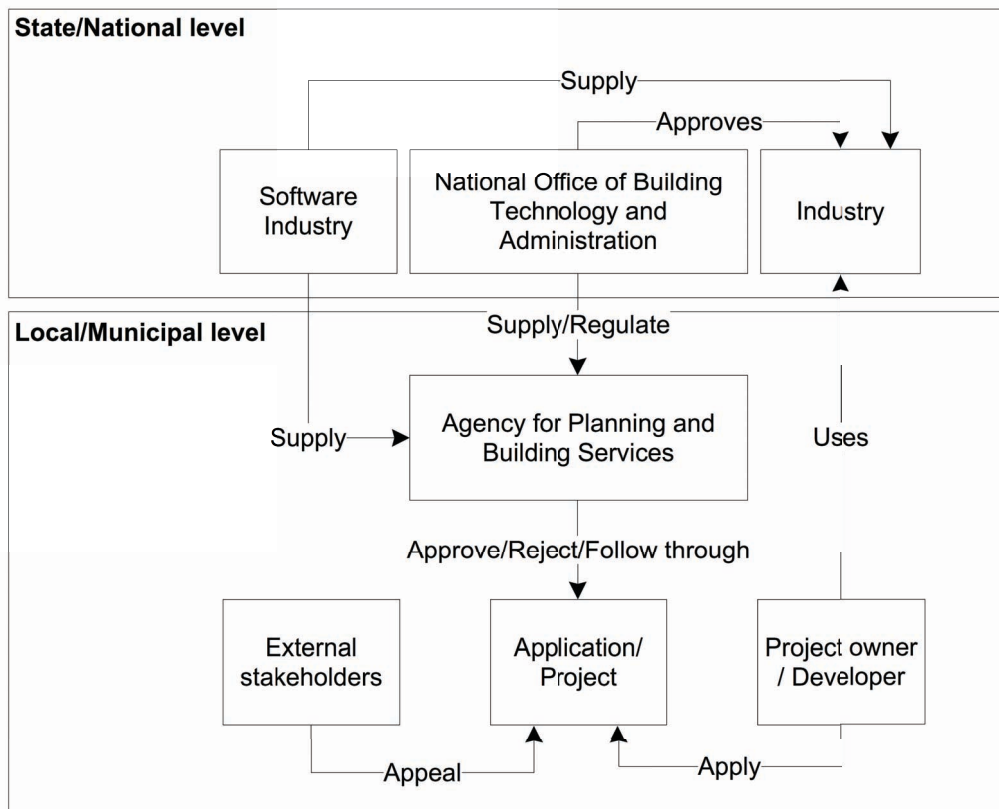 State/National level
Supply
Approves
Software
Industry
National Office of Building
Technology and
Administration
Industry
Local/Municipal level
Supply/Regulate
Supply
Agency for Planning and
Building Services
Uses
Approve/Reject/Follow through
External
stakeholders
Application/
Project
Project owner
/ Developer
Appeal
Apply